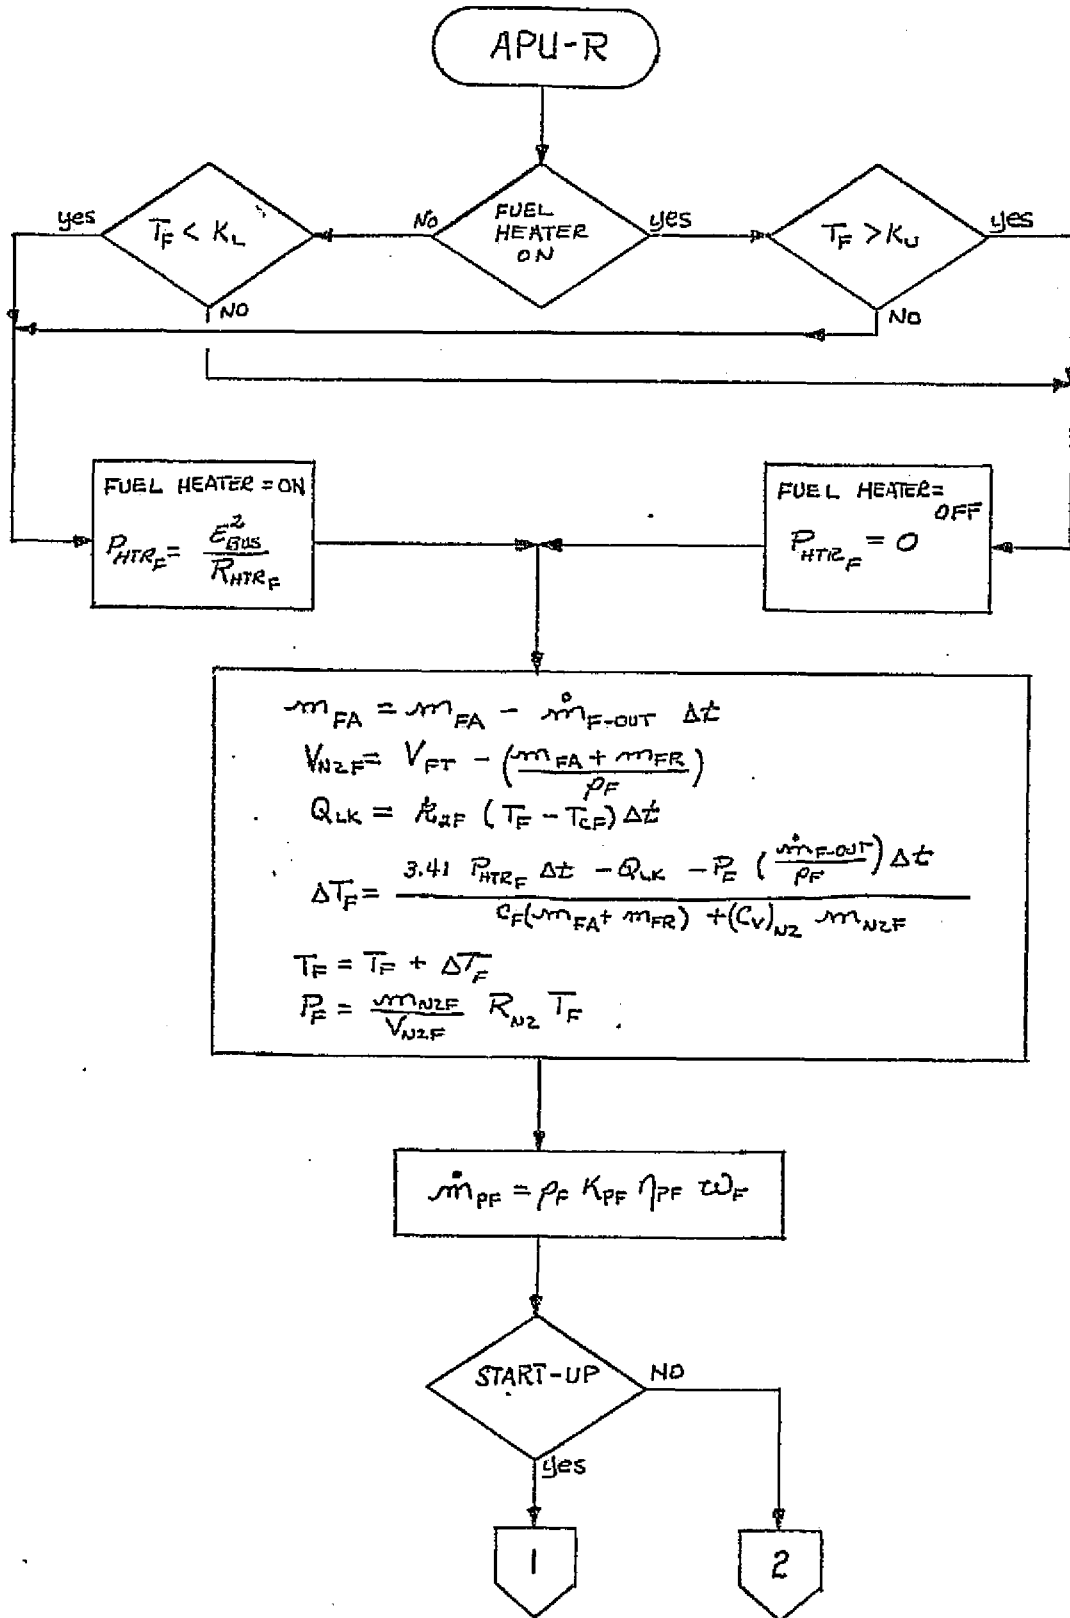 APU-R
yes
T_F < K_L
NO
FUEL
HEATER
ON
yes
T_F > K_U
yes
NO
NO
FUEL HEATER = ON
P_HTR_F = E²_BUS / R_HTR_F
FUEL HEATER =
OFF
P_HTR_F = 0
m_FA = m_FA - ṁ_F-OUT Δt
V_N2F = V_FT - ((m_FA + m_FR) / ρ_F)
Q_LK = k_2F (T_F - T_CF) Δt
ΔT_F = (3.41 P_HTR_F Δt - Q_LK - P_F (ṁ_F-OUT / ρ_F) Δt) / (C_F(m_FA + m_FR) + (C_V)_N2 m_N2F)
T_F = T_F + ΔT_F
P_F = (m_N2F / V_N2F) R_N2 T_F
ṁ_PF = ρ_F K_PF η_PF ω_F
START-UP
NO
yes
1
2